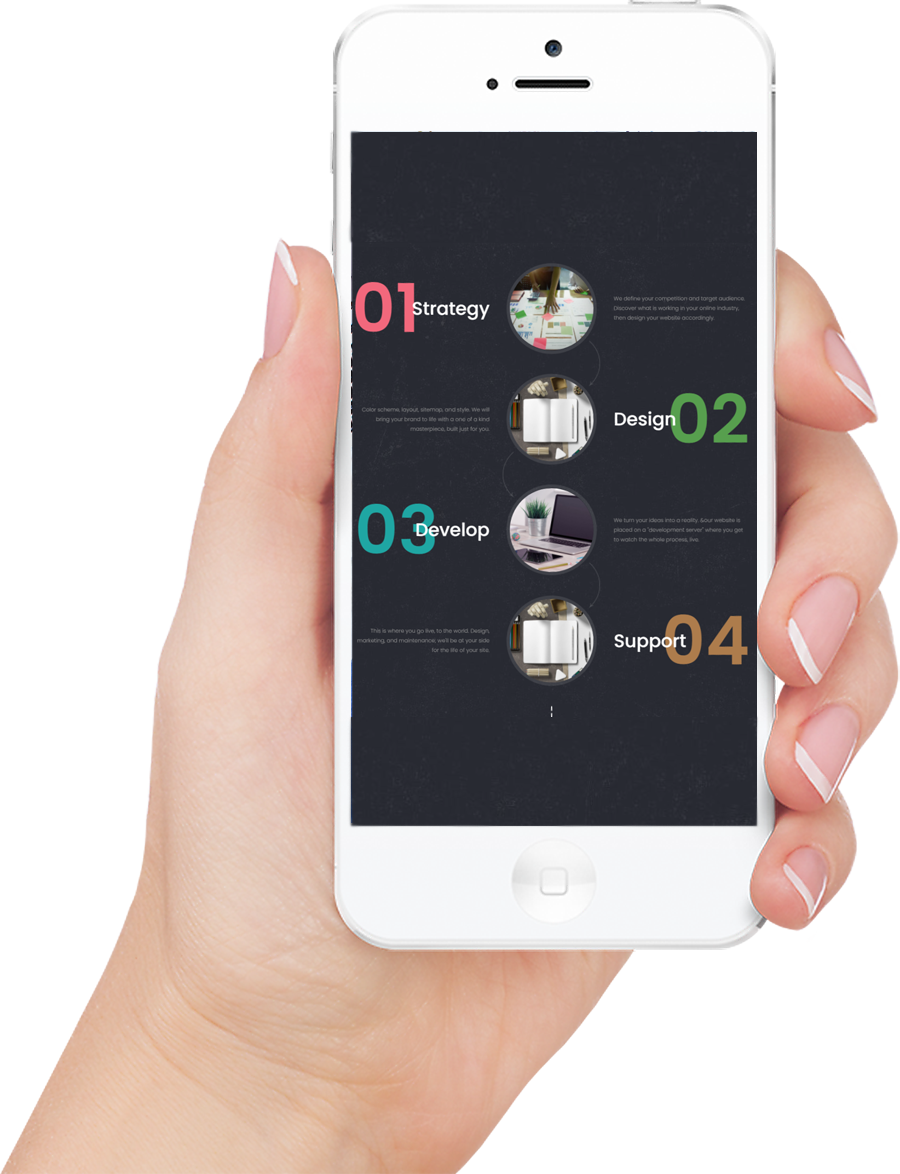 01 Strategy
We define your competition and target audience.
Discover what is working in your online industry,
then design your website accordingly.
Color scheme, layout, sitemap, and style. We will
bring your brand to life with a one of a kind
masterpiece, built just for you.
Design 02
03 Develop
We turn your ideas into a reality. &our website is
placed on a "development server" where you get
to watch the whole process, live.
This is where you go live, to the world. Design,
marketing, and maintenance; we'll be at your side
for the life of your site.
Support 04